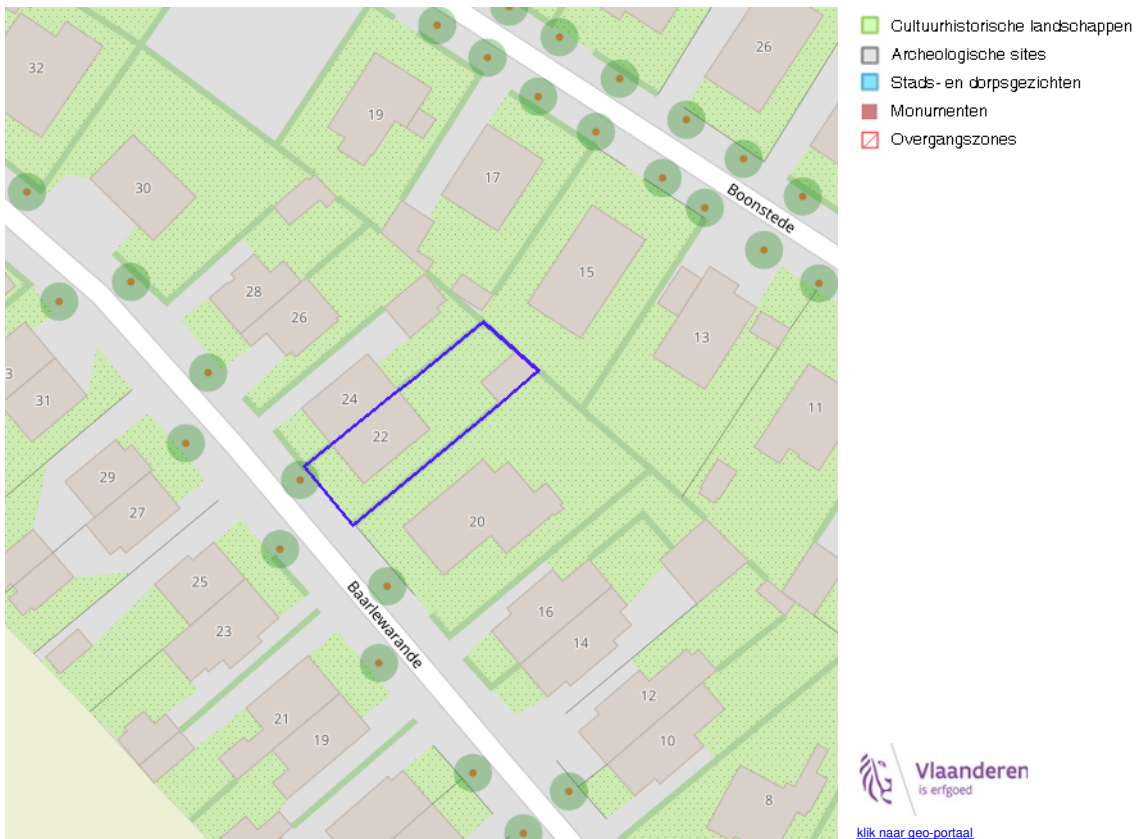 32
30
19
17
26
Boonstede
15
13
11
28
26
24
22
20
3
31
29
27
25
23
21
19
Baarlewarande
16
14
12
10
8
Cultuurhistorische landschappen
Archeologische sites
Stads- en dorpsgezichten
Monumenten
Overgangszones
Vlaanderen
is erfgoed
klik naar geo-portaal